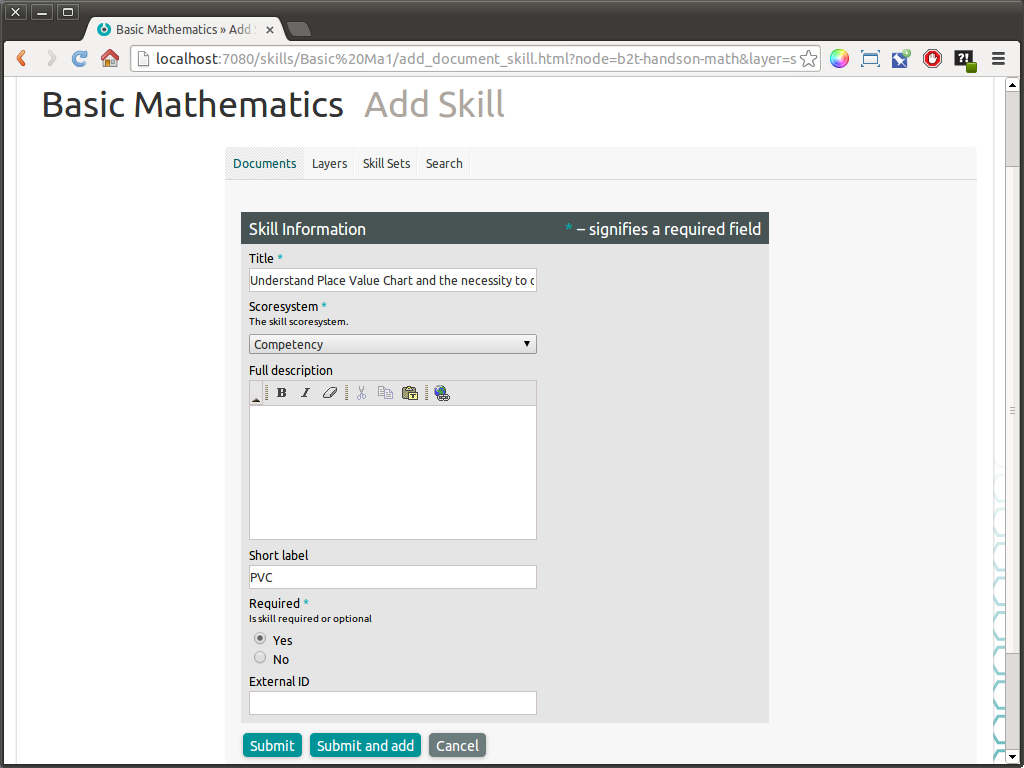 Basic Mathematics » Add
localhost:7080/skills/Basic%20Ma1/add_document_skill.html?node=b2t-handson-math&layer=s
?!
Basic Mathematics Add Skill
Documents Layers Skill Sets Search
Skill Information * – signifies a required field
Title *
Understand Place Value Chart and the necessity to
Scoresystem *
The skill scoresystem.
Competency
Full description
B I T
Short label
PVC
Required *
Is skill required or optional
Yes
No
External ID
Submit Submit and add Cancel